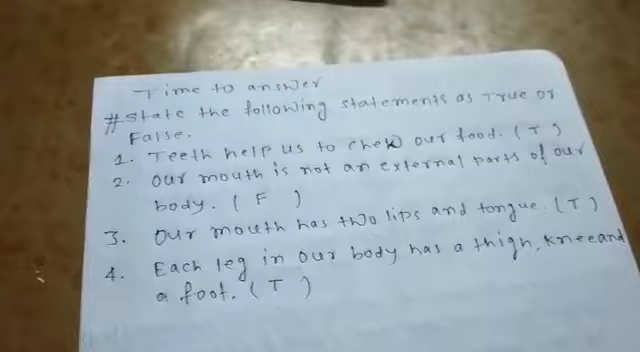 Time to answer
# State the following statements as True or
False.
1. Teeth help us to chew our food. (T)
2. Our mouth is not an external parts of our
body. ( F )
3. Our mouth has two lips and tongue. (T)
4. Each leg in our body has a thigh, knee and
a foot. ( T )